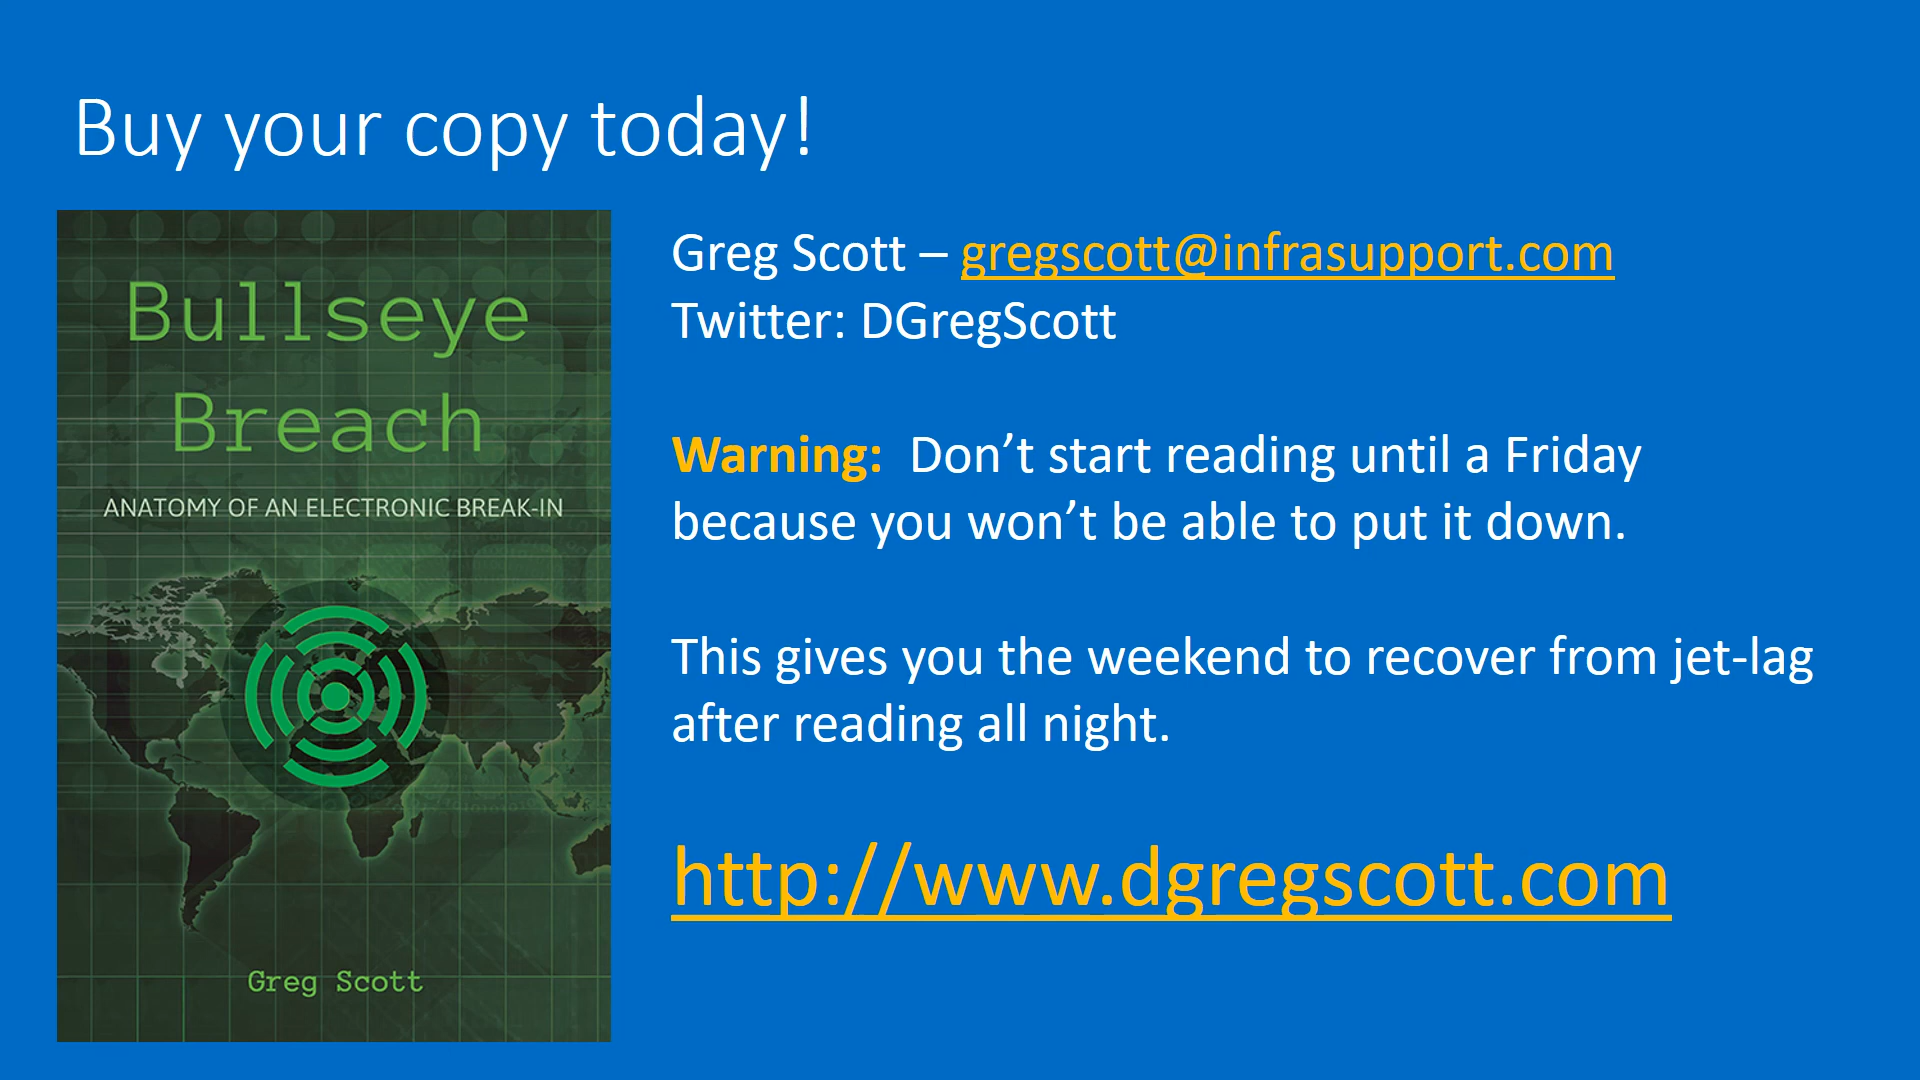 Buy your copy today!
Bullseye
Breach
ANATOMY OF AN ELECTRONIC BREAK-IN
Greg Scott
Greg Scott – gregscott@infrasupport.com
Twitter: DGregScott
Warning:  Don’t start reading until a Friday
because you won’t be able to put it down.
This gives you the weekend to recover from jet-lag
after reading all night.
http://www.dgregscott.com